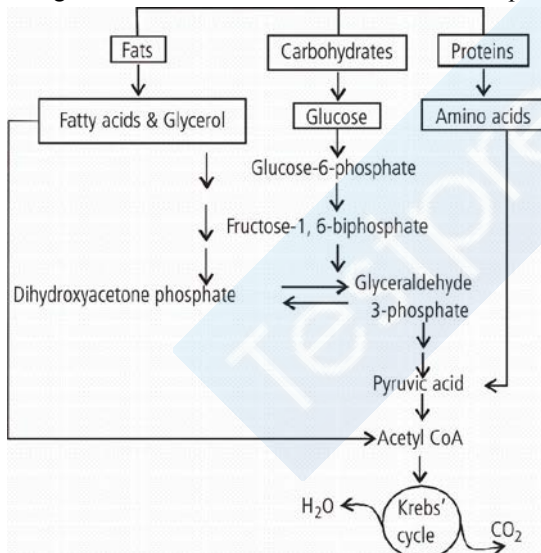 Fats
Carbohydrates
Proteins
Fatty acids & Glycerol
Glucose
Amino acids
Glucose-6-phosphate
Fructose-1, 6-biphosphate
Dihydroxyacetone phosphate
Glyceraldehyde
3-phosphate
Pyruvic acid
Acetyl CoA
H₂O
Krebs'
cycle
CO₂